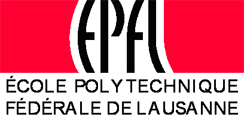 EPFL
ÉCOLE POLYTECHNIQUE
FÉDÉRALE DE LAUSANNE